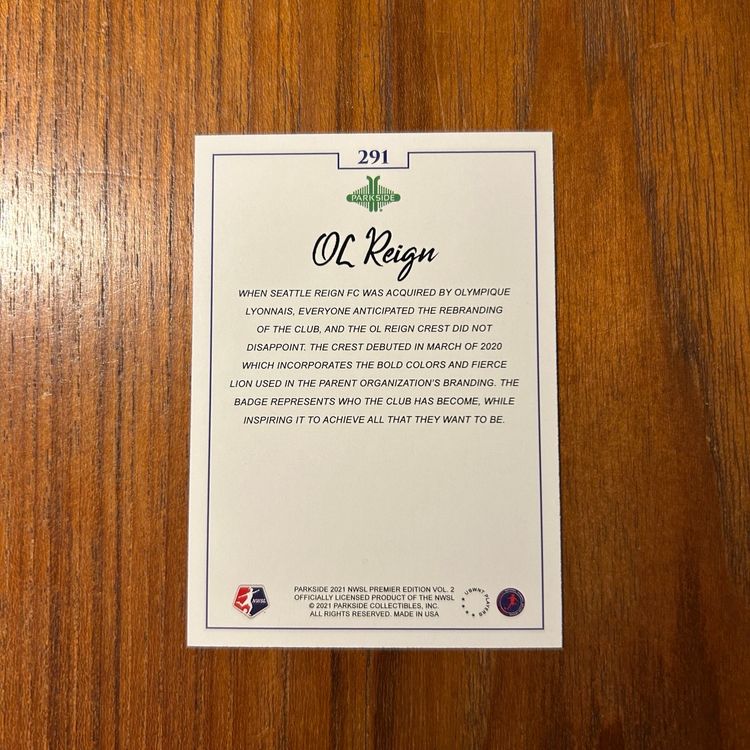 291
PARKSIDE
OL Reign
WHEN SEATTLE REIGN FC WAS ACQUIRED BY OLYMPIQUE
LYONNAIS, EVERYONE ANTICIPATED THE REBRANDING
OF THE CLUB, AND THE OL REIGN CREST DID NOT
DISAPPOINT. THE CREST DEBUTED IN MARCH OF 2020
WHICH INCORPORATES THE BOLD COLORS AND FIERCE
LION USED IN THE PARENT ORGANIZATION'S BRANDING. THE
BADGE REPRESENTS WHO THE CLUB HAS BECOME, WHILE
INSPIRING IT TO ACHIEVE ALL THAT THEY WANT TO BE.
NWSL
PARKSIDE 2021 NWSL PREMIER EDITION VOL. 2
OFFICIALLY LICENSED PRODUCT OF THE NWSL
© 2021 PARKSIDE COLLECTIBLES, INC.
ALL RIGHTS RESERVED. MADE IN USA
USWNT PLAYERS